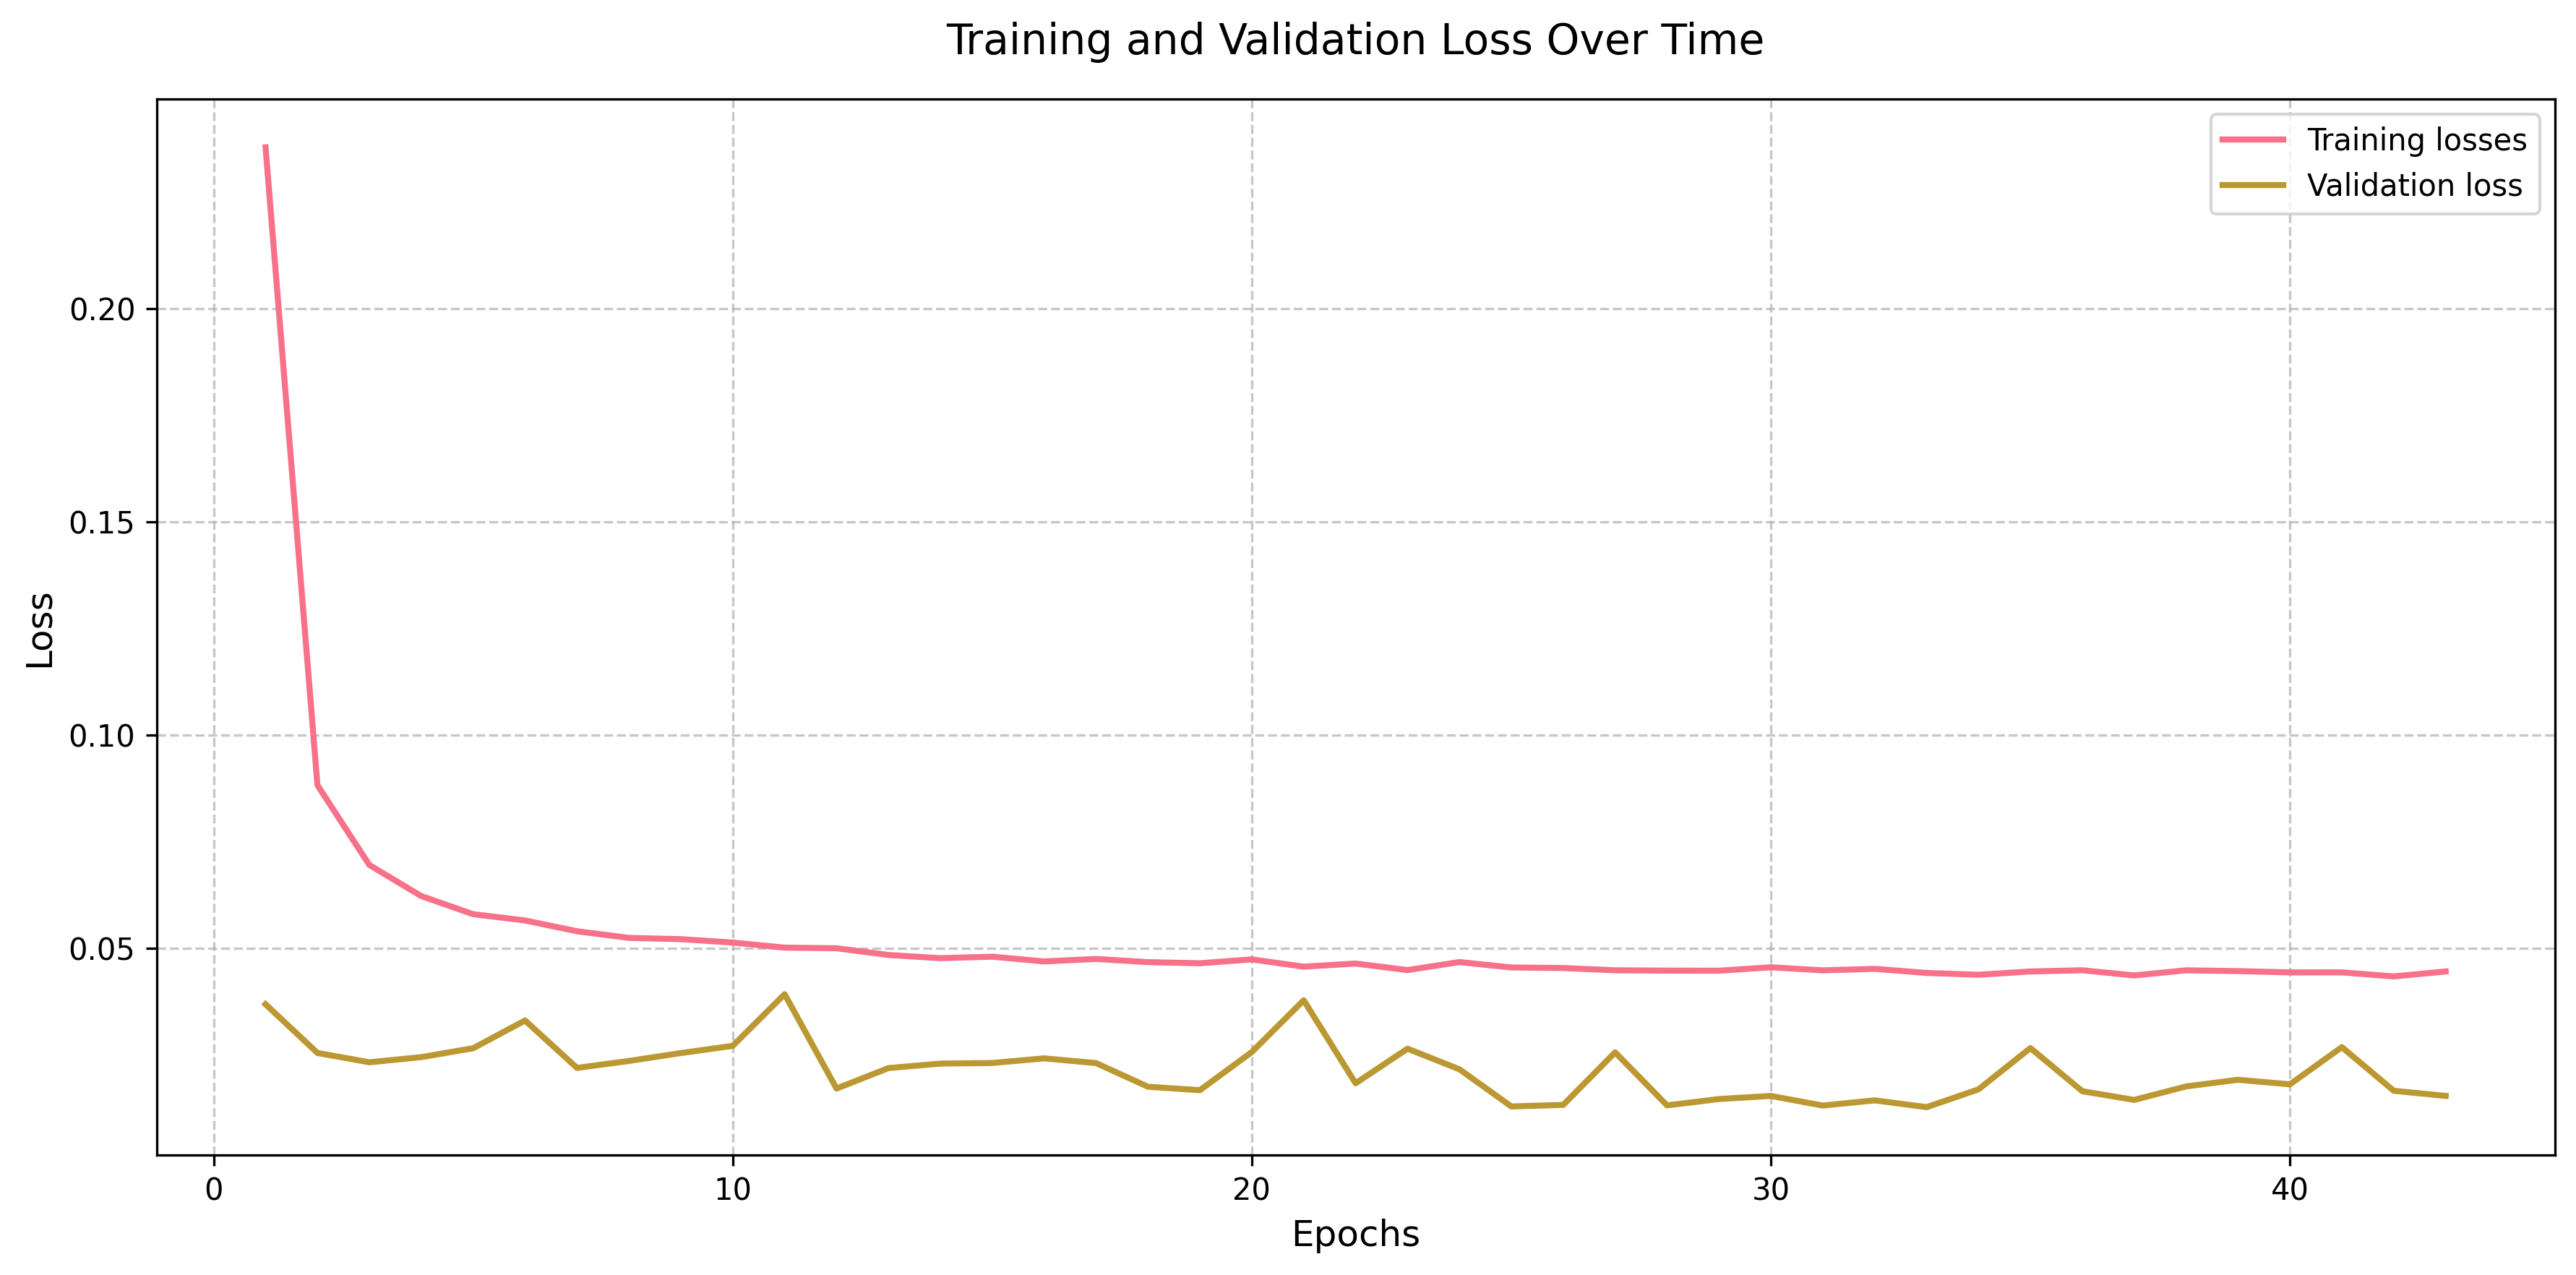 Training and Validation Loss Over Time
Training losses
Validation loss
Loss
0.20
0.15
0.10
0.05
0
10
20
30
40
Epochs